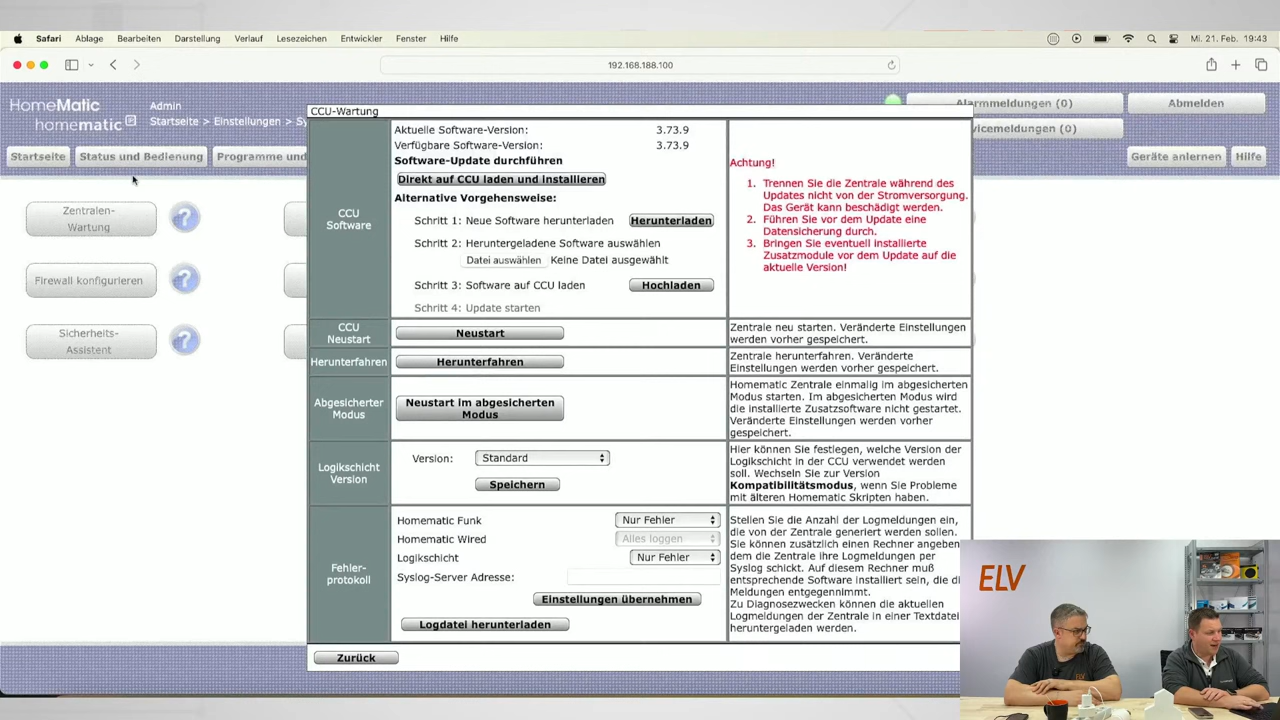 Safari Ablage Bearbeiten Darstellung Verlauf Lesezeichen Entwickler Fenster Hilfe
Mi. 21. Feb. 19:43
192.168.188.100
HomeMatic
homematic
Admin
Startseite > Einstellungen > Sy
Alarmmeldungen (0)
Abmelden
vicemeldungen (0)
Startseite
Status und Bedienung
Programme und
Geräte anlernen
Hilfe
Zentralen-
Wartung
Firewall konfigurieren
Sicherheits-
Assistent
CCU-Wartung
CCU
Software
Aktuelle Software-Version: 3.73.9
Verfügbare Software-Version: 3.73.9
Software-Update durchführen
Direkt auf CCU laden und installieren
Alternative Vorgehensweise:
Schritt 1: Neue Software herunterladen Herunterladen
Schritt 2: Heruntergeladene Software auswählen
Datei auswählen Keine Datei ausgewählt
Schritt 3: Software auf CCU laden Hochladen
Schritt 4: Update starten
Achtung!
1. Trennen Sie die Zentrale während des
Updates nicht von der Stromversorgung.
Das Gerät kann beschädigt werden.
2. Führen Sie vor dem Update eine
Datensicherung durch.
3. Bringen Sie eventuell installierte
Zusatzmodule vor dem Update auf die
aktuelle Version!
CCU
Neustart
Neustart
Zentrale neu starten. Veränderte Einstellungen
werden vorher gespeichert.
Herunterfahren
Herunterfahren
Zentrale herunterfahren. Veränderte
Einstellungen werden vorher gespeichert.
Abgesicherter
Modus
Neustart im abgesicherten
Modus
Homematic Zentrale einmalig im abgesicherten
Modus starten. Im abgesicherten Modus wird
die installierte Zusatzsoftware nicht gestartet.
Veränderte Einstellungen werden vorher
gespeichert.
Logikschicht
Version
Version: Standard
Speichern
Hier können Sie festlegen, welche Version der
Logikschicht in der CCU verwendet werden
soll. Wechseln Sie zur Version
Kompatibilitätsmodus, wenn Sie Probleme
mit älteren Homematic Skripten haben.
Fehler-
protokoll
Homematic Funk Nur Fehler
Homematic Wired Alles loggen
Logikschicht Nur Fehler
Syslog-Server Adresse:
Einstellungen übernehmen
Logdatei herunterladen
Stellen Sie die Anzahl der Logmeldungen ein,
die von der Zentrale generiert werden sollen.
Sie können zusätzlich einen Rechner angeben
dem die Zentrale ihre Logmeldungen per
Syslog schickt. Auf diesem Rechner muß
entsprechende Software installiert sein, die di
Meldungen entgegennimmt.
Zu Diagnosezwecken können die aktuellen
Logmeldungen der Zentrale in einer Textdatei
heruntergeladen werden.
Zurück
ELV
ELV